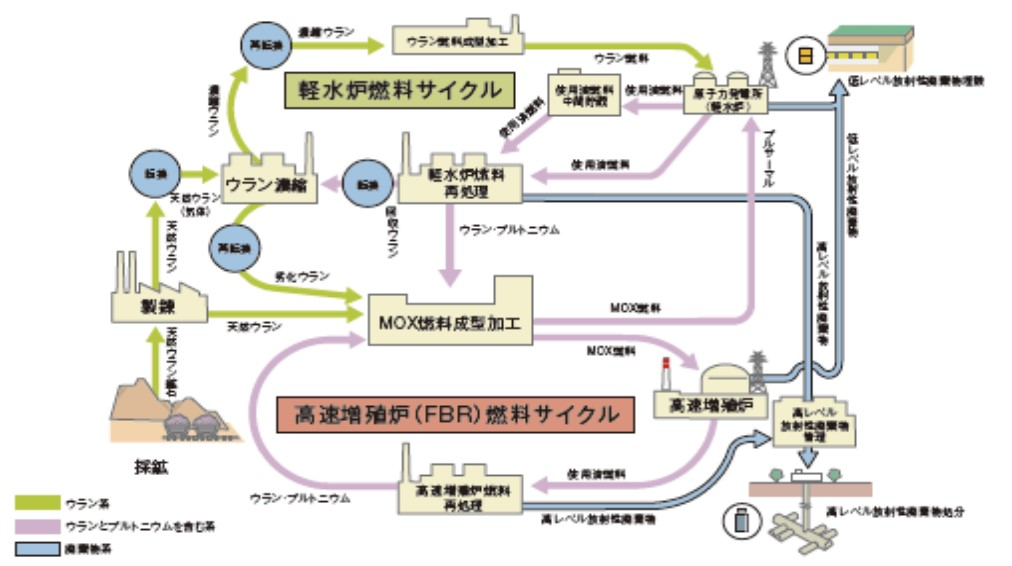 再転換
濃縮ウラン
ウラン燃料成型加工
ウラン燃料
低レベル放射性廃棄物埋設
軽水炉燃料サイクル
使用済燃料
中間貯蔵
使用済燃料
原子力発電所
(軽水炉)
濃縮ウラン
使用済燃料
プルサーマル
低レベル放射性廃棄物
転換
ウラン濃縮
転換
軽水炉燃料
再処理
使用済燃料
天然ウラン
(気体)
回収ウラン
ウラン・プルトニウム
天然ウラン
再転換
高レベル放射性廃棄物
劣化ウラン
製錬
天然ウラン
MOX燃料成型加工
MOX燃料
MOX燃料
天然ウラン鉱石
高速増殖炉
高速増殖炉(FBR)燃料サイクル
高レベル
放射性廃棄物
管理
採鉱
使用済燃料
ウラン・プルトニウム
高速増殖炉燃料
再処理
高レベル放射性廃棄物
高レベル放射性廃棄物処分
ウラン系
ウランとプルトニウムを含む系
廃棄物系